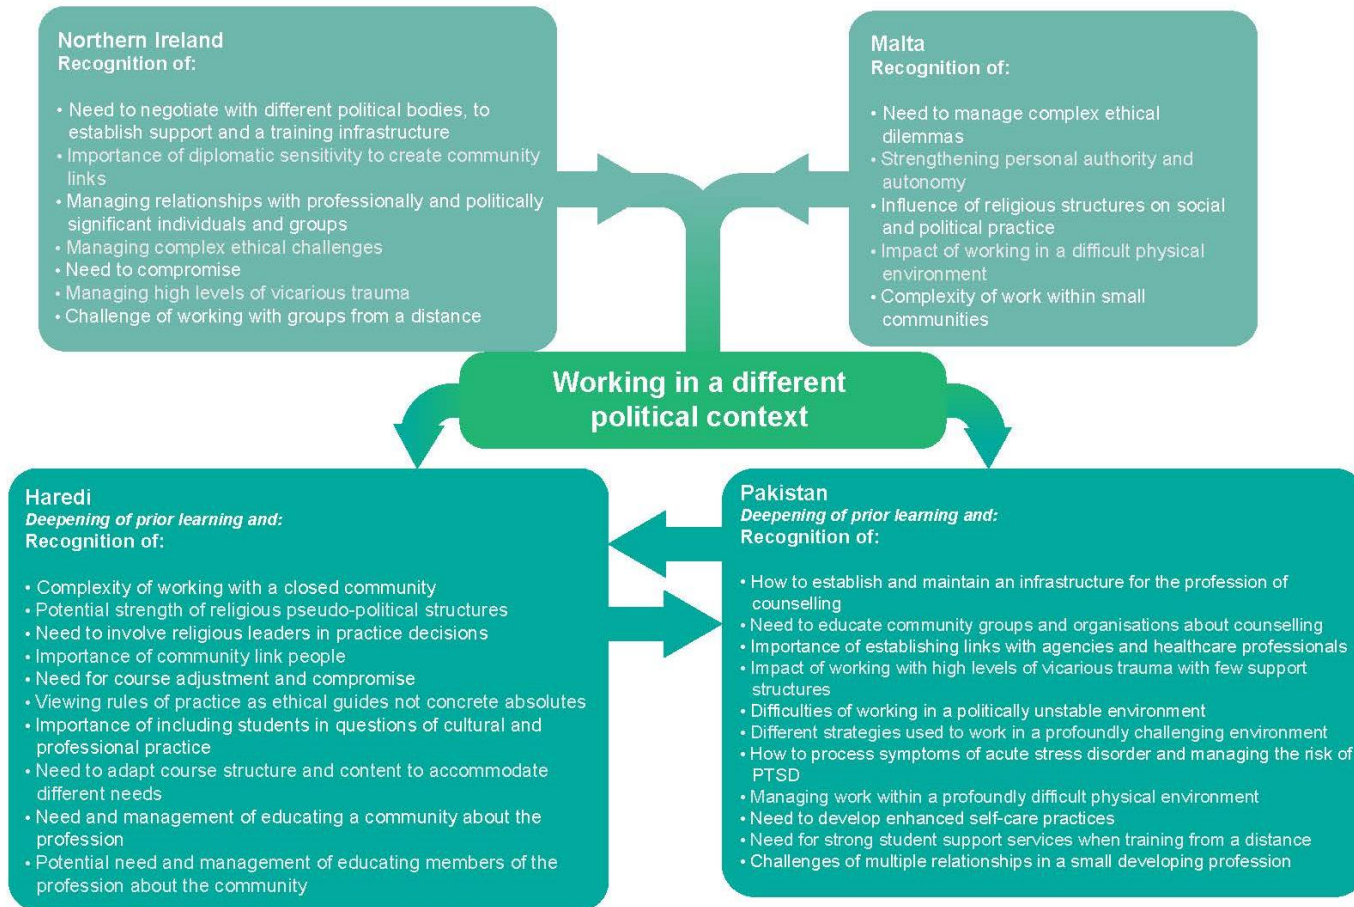 Northern Ireland
Recognition of:
• Need to negotiate with different political bodies, to
establish support and a training infrastructure
• Importance of diplomatic sensitivity to create community
links
• Managing relationships with professionally and politically
significant individuals and groups
• Managing complex ethical challenges
• Need to compromise
• Managing high levels of vicarious trauma
• Challenge of working with groups from a distance
Malta
Recognition of:
• Need to manage complex ethical
dilemmas
• Strengthening personal authority and
autonomy
• Influence of religious structures on social
and political practice
• Impact of working in a difficult physical
environment
• Complexity of work within small
communities
Working in a different
political context
Haredi
Deepening of prior learning and:
Recognition of:
• Complexity of working with a closed community
• Potential strength of religious pseudo-political structures
• Need to involve religious leaders in practice decisions
• Importance of community link people
• Need for course adjustment and compromise
• Viewing rules of practice as ethical guides not concrete absolutes
• Importance of including students in questions of cultural and
professional practice
• Need to adapt course structure and content to accommodate
different needs
• Need and management of educating a community about the
profession
• Potential need and management of educating members of the
profession about the community
Pakistan
Deepening of prior learning and:
Recognition of:
• How to establish and maintain an infrastructure for the profession of
counselling
• Need to educate community groups and organisations about counselling
• Importance of establishing links with agencies and healthcare professionals
• Impact of working with high levels of vicarious trauma with few support
structures
• Difficulties of working in a politically unstable environment
• Different strategies used to work in a profoundly challenging environment
• How to process symptoms of acute stress disorder and managing the risk of
PTSD
• Managing work within a profoundly difficult physical environment
• Need to develop enhanced self-care practices
• Need for strong student support services when training from a distance
• Challenges of multiple relationships in a small developing profession